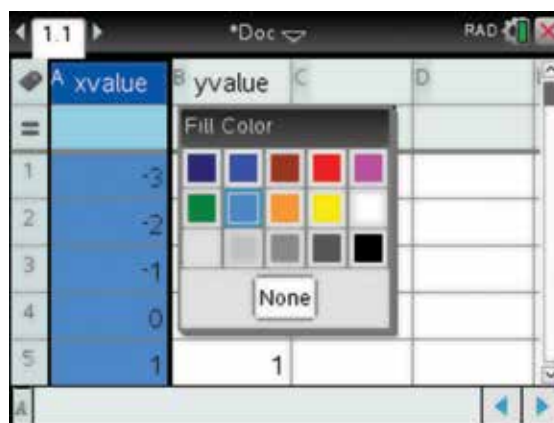 1.1 *Doc RAD
A xvalue B yvalue C D
=
Fill Color
1 -3
2 -2
3 -1
None
4 0
5 1 1
A